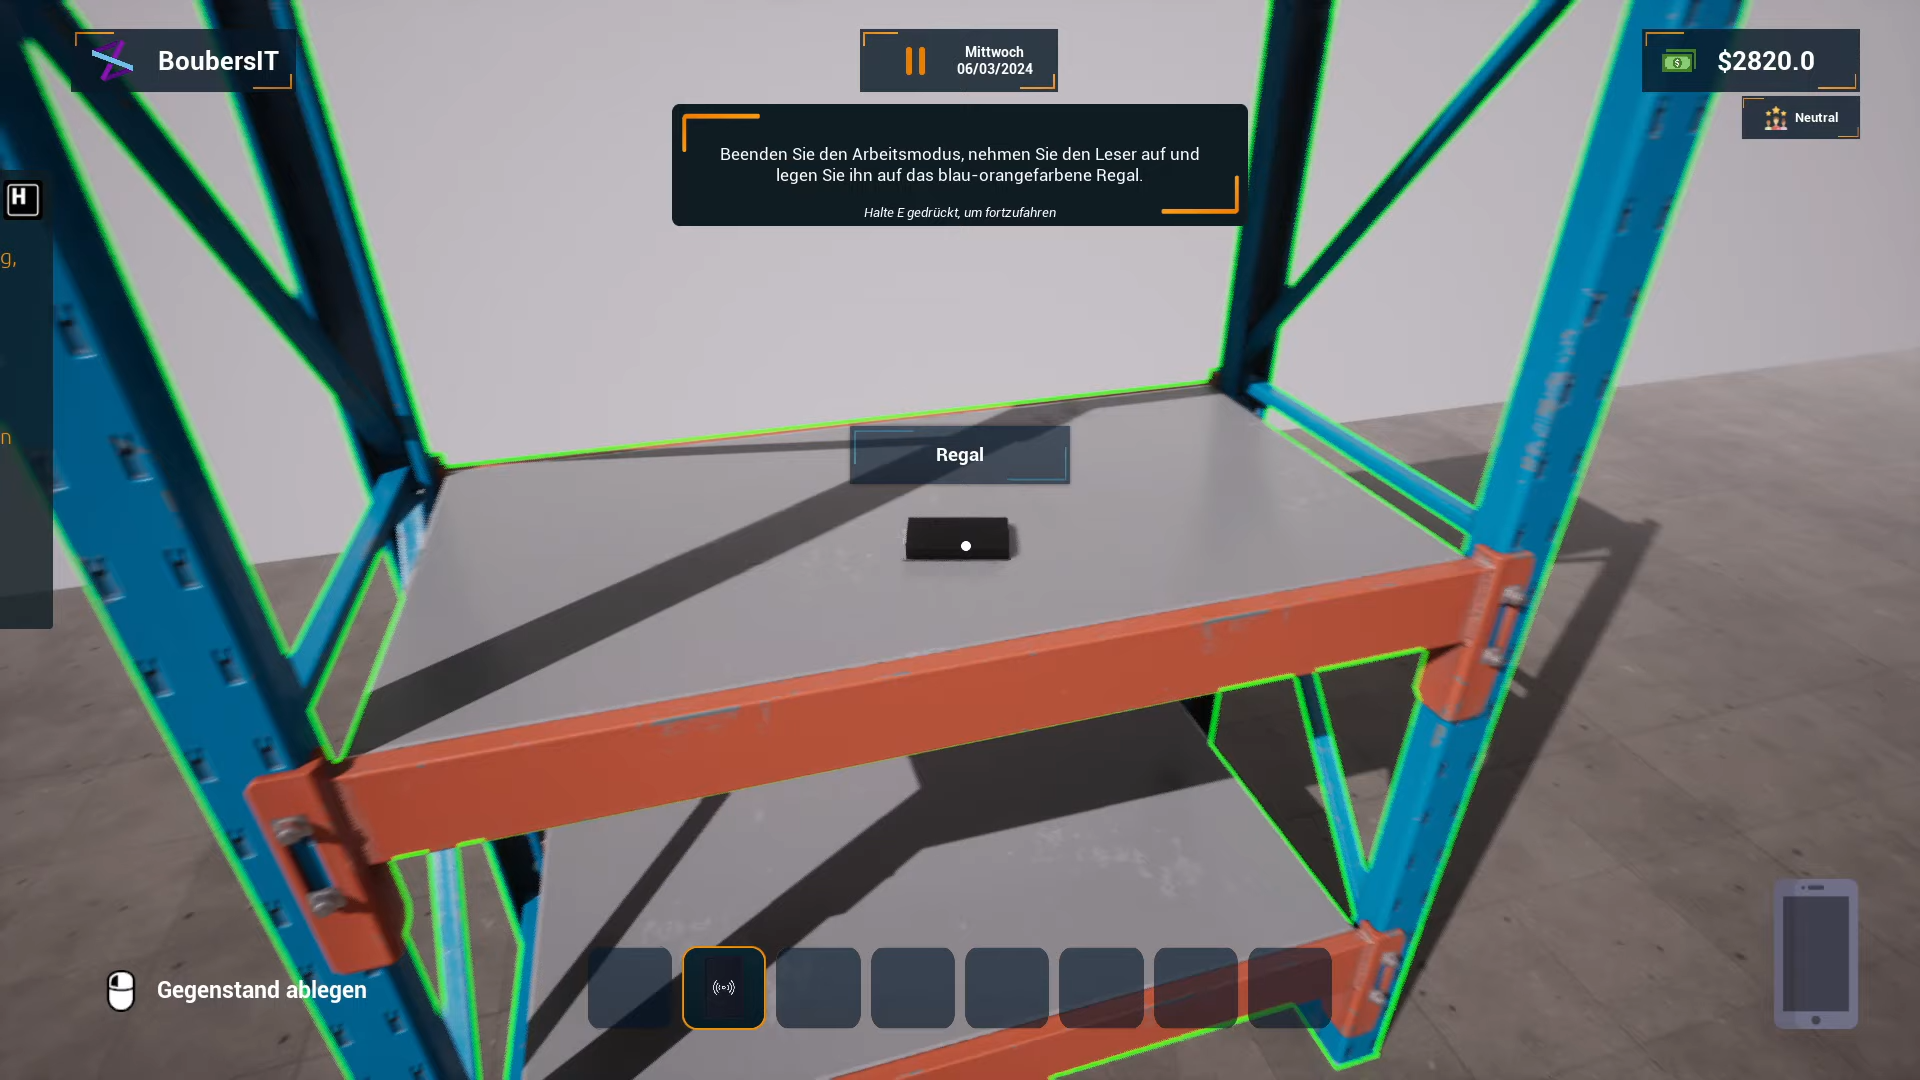 BoubersIT
Mittwoch
06/03/2024
$2820.0
Neutral
Beenden Sie den Arbeitsmodus, nehmen Sie den Leser auf und
legen Sie ihn auf das blau-orangefarbene Regal.
Halte E gedrückt, um fortzufahren
H
g,
n
Regal
Gegenstand ablegen